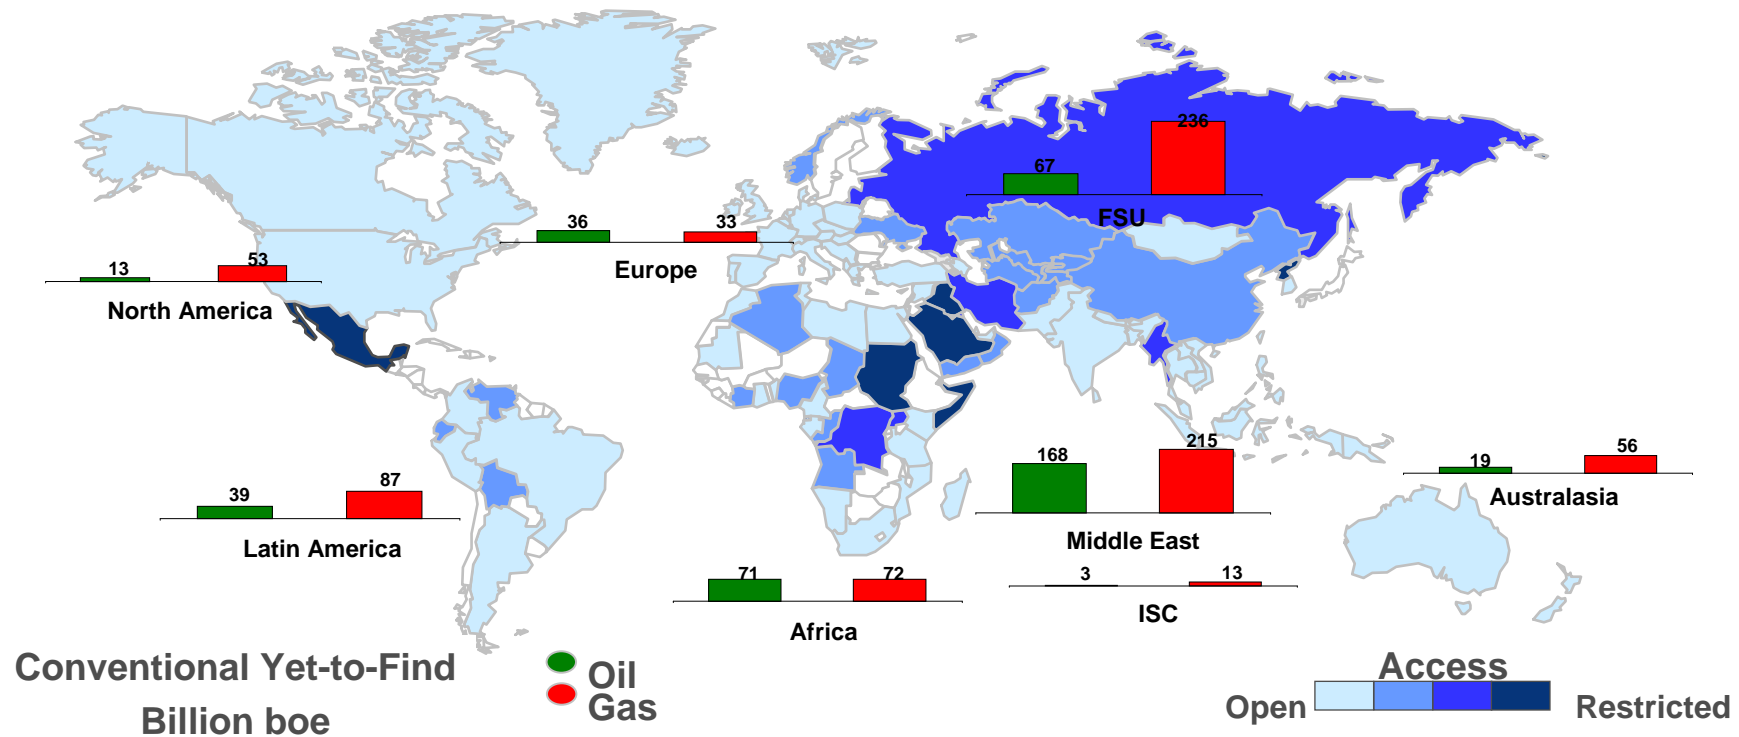 236
67
FSU
36
33
Europe
13
53
North America
168
215
Middle East
19
56
Australasia
39
87
Latin America
71
72
Africa
3
13
ISC
Conventional Yet-to-Find
Billion boe
Oil
Gas
Access
Open
Restricted